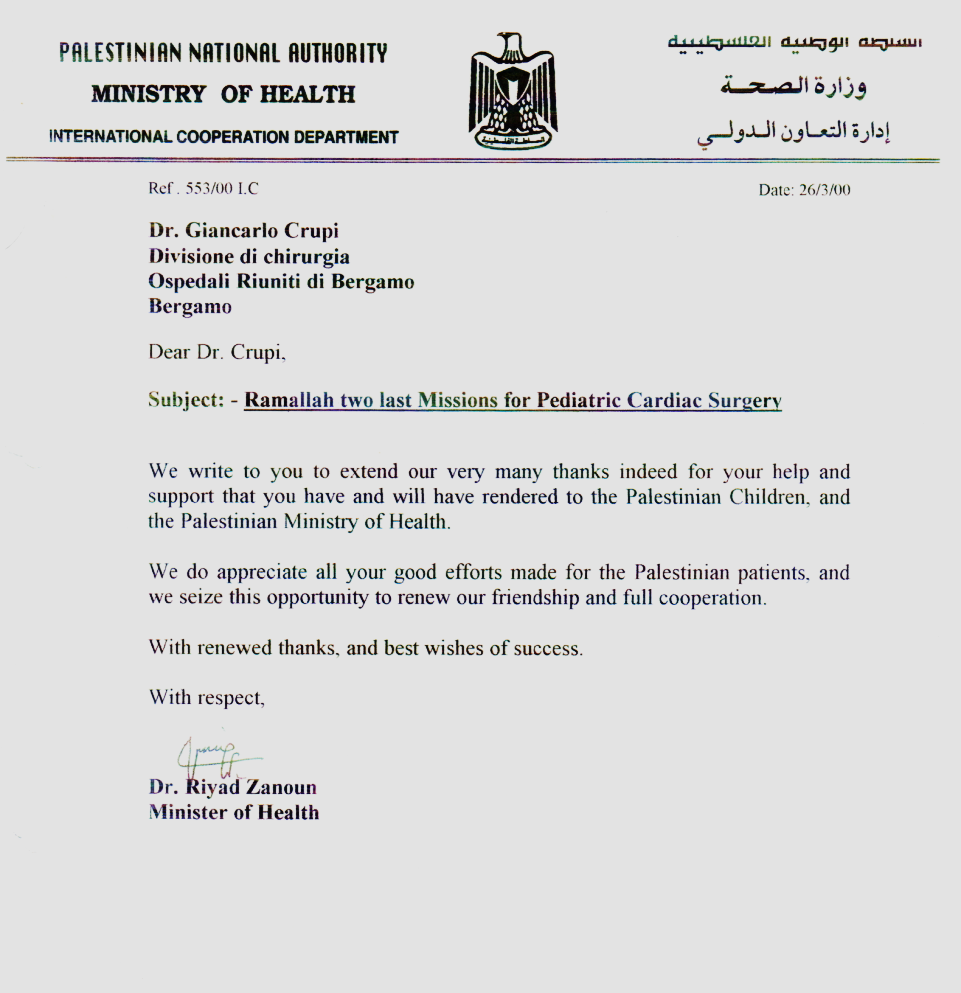 PALESTINIAN NATIONAL AUTHORITY
MINISTRY OF HEALTH
INTERNATIONAL COOPERATION DEPARTMENT
السلطة الوطنية الفلسطينية
وزارة الصحة
إدارة التعاون الدولي
Ref . 553/00 I.C
Date: 26/3/00
Dr. Giancarlo Crupi
Divisione di chirurgia
Ospedali Riuniti di Bergamo
Bergamo
Dear Dr. Crupi,
Subject: - Ramallah two last Missions for Pediatric Cardiac Surgery
We write to you to extend our very many thanks indeed for your help and
support that you have and will have rendered to the Palestinian Children, and
the Palestinian Ministry of Health.
We do appreciate all your good efforts made for the Palestinian patients, and
we seize this opportunity to renew our friendship and full cooperation.
With renewed thanks, and best wishes of success.
With respect,
Dr. Riyad Zanoun
Minister of Health